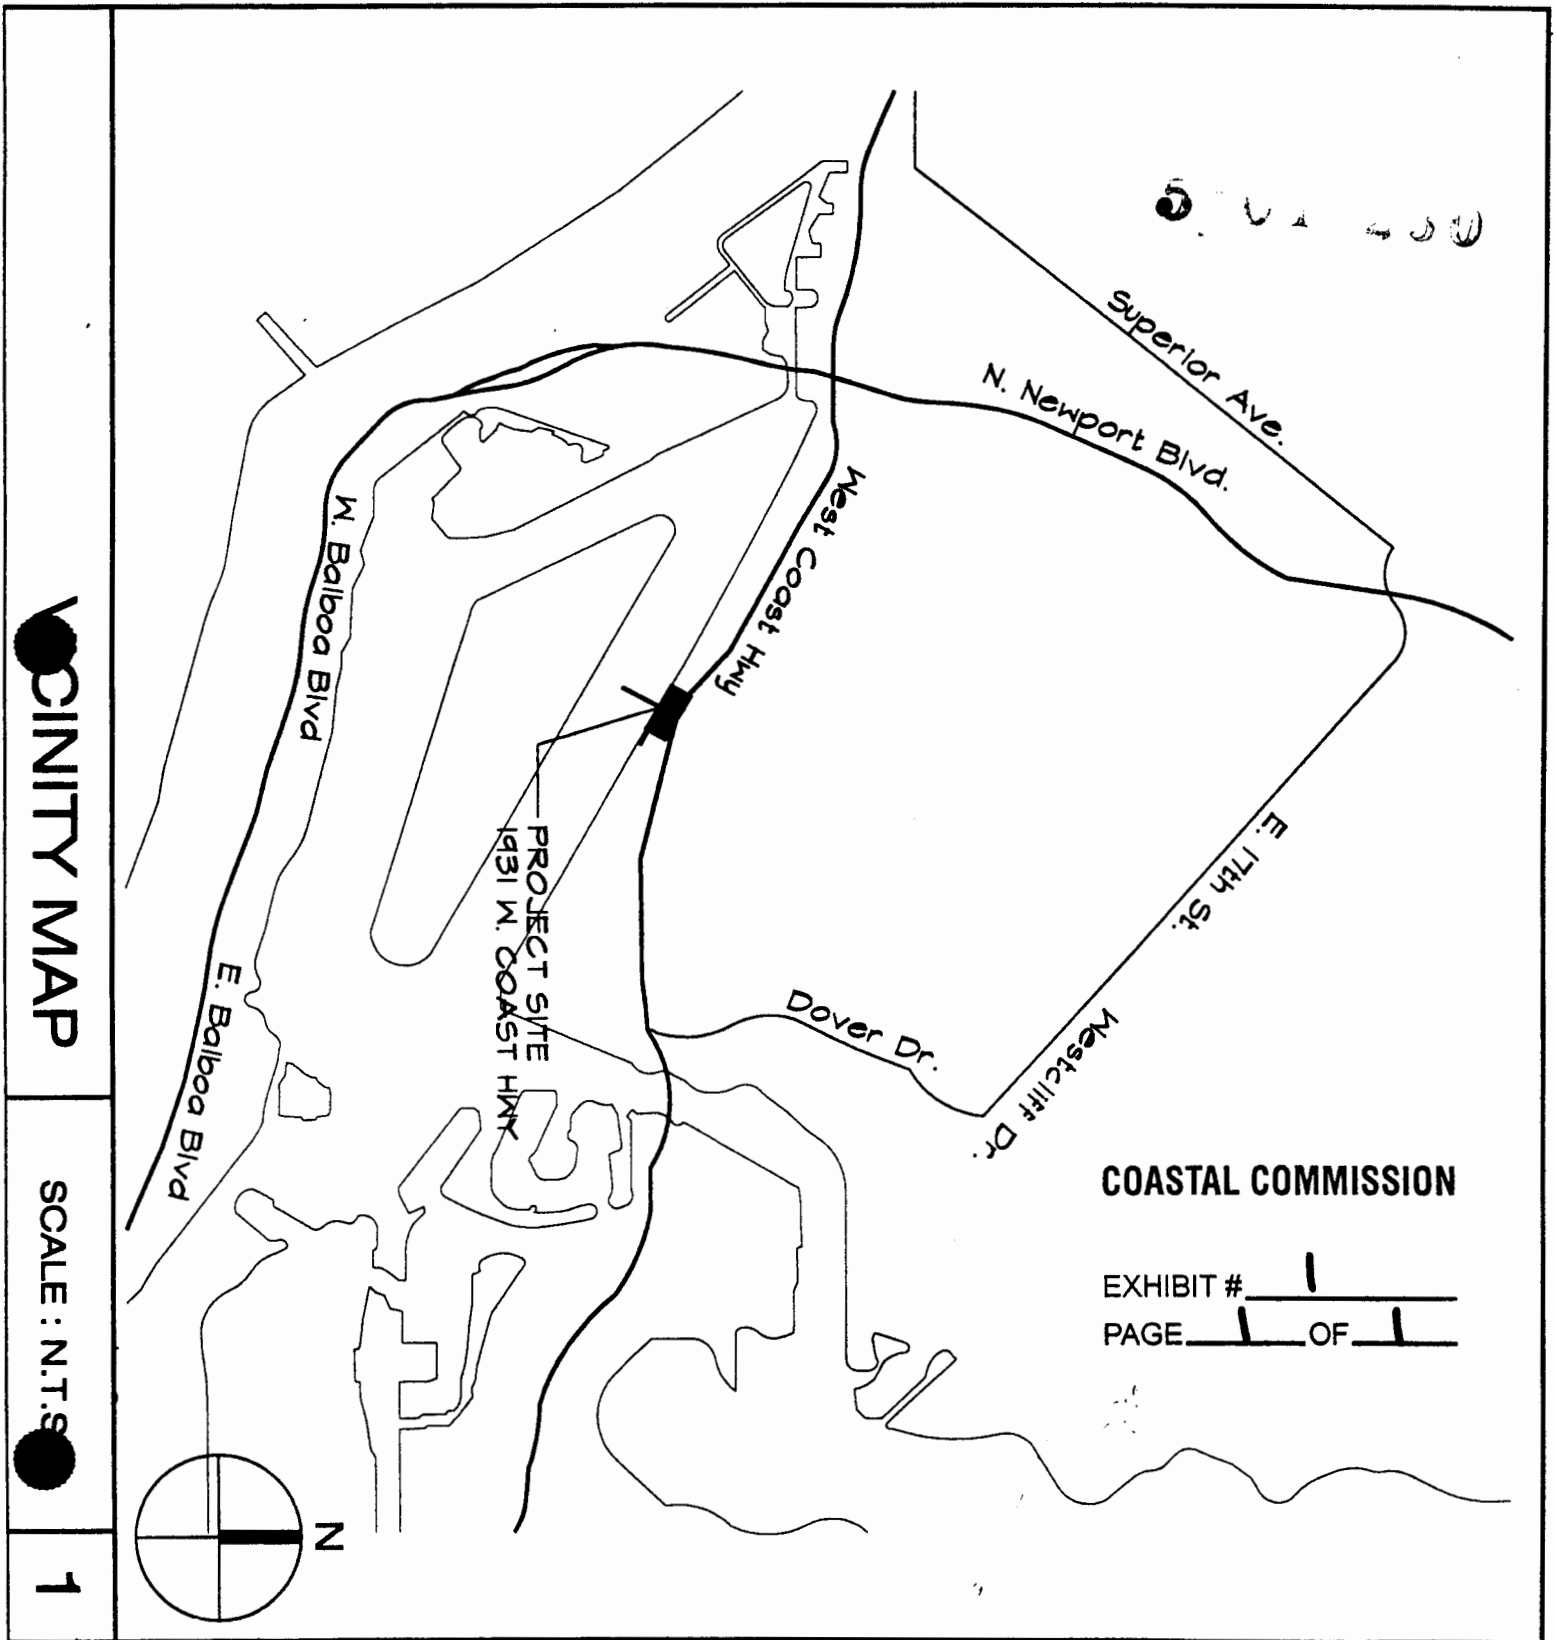 Superior Ave.
N. Newport Blvd.
West Coast Hwy
W. Balboa Blvd
E. 17th St.
PROJECT SITE
1931 W. COAST HWY
Dover Dr.
Westcliff Dr.
E. Balboa Blvd
COASTAL COMMISSION
EXHIBIT # 1
PAGE 1 OF 1
N
CINITY MAP
SCALE : N.T.S
1